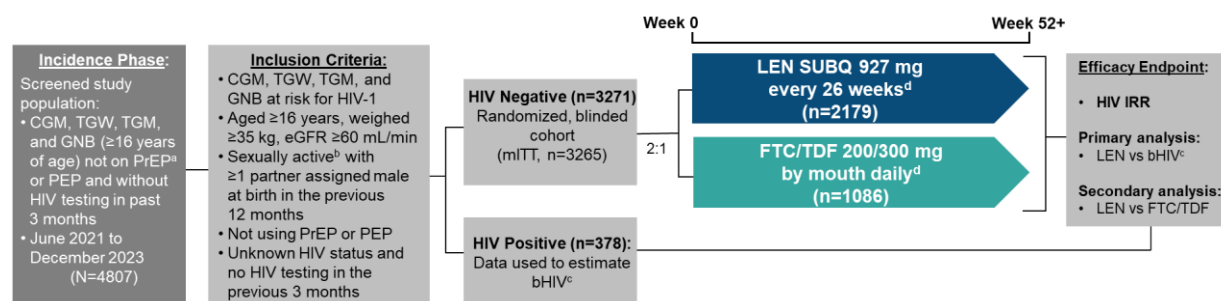 Week 0
Week 52+
Incidence Phase:
Screened study
population:
• CGM, TGW, TGM,
and GNB (≥16 years
of age) not on PrEPᵃ
or PEP and without
HIV testing in past
3 months
• June 2021 to
December 2023
(N=4807)
Inclusion Criteria:
• CGM, TGW, TGM, and
GNB at risk for HIV-1
• Aged ≥16 years, weighed
≥35 kg, eGFR ≥60 mL/min
• Sexually activeᵇ with
≥1 partner assigned male
at birth in the previous
12 months
• Not using PrEP or PEP
• Unknown HIV status and
no HIV testing in the
previous 3 months
HIV Negative (n=3271)
Randomized, blinded
cohort
(mITT, n=3265)
2:1
HIV Positive (n=378):
Data used to estimate
bHIVᶜ
LEN SUBQ 927 mg
every 26 weeksᵈ
(n=2179)
FTC/TDF 200/300 mg
by mouth dailyᵈ
(n=1086)
Efficacy Endpoint:
• HIV IRR
Primary analysis:
• LEN vs bHIVᶜ
Secondary analysis:
• LEN vs FTC/TDF